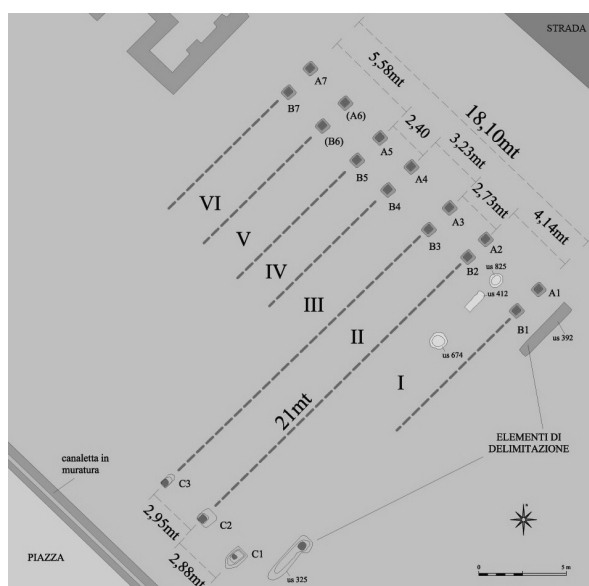 STRADA
5,58mt
18,10mt
A7
B7
2,40
(A6)
(B6)
3,23mt
A5
B5
A4
B4
2,73mt
A3
B3
4,14mt
A2
B2
us 825
us 412
A1
B1
us 392
us 674
VI
V
IV
III
II
I
21mt
ELEMENTI DI
DELIMITAZIONE
canaletta in
muratura
C3
2,95mt
C2
2,88mt
C1
us 325
PIAZZA
0
5 m